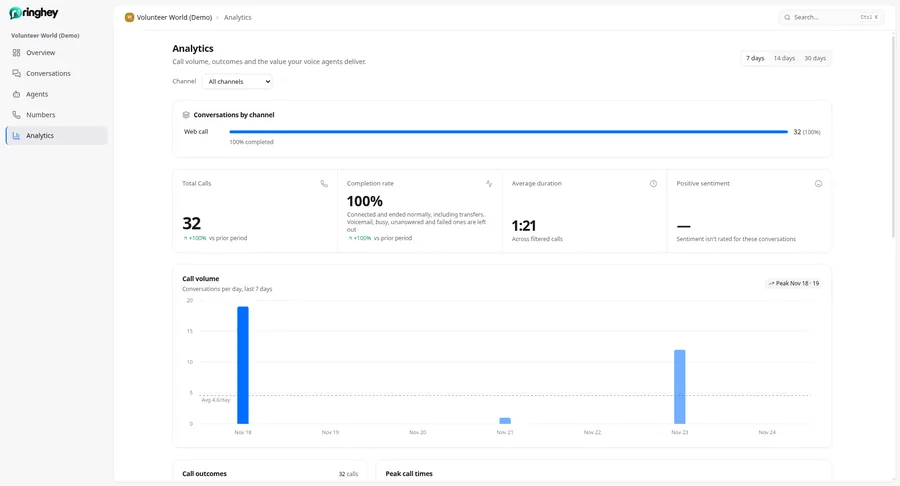 ringhey
Volunteer World (Demo)
Overview
Conversations
Agents
Numbers
Analytics
Volunteer World (Demo) > Analytics
Search...
Ctrl K
Analytics
Call volume, outcomes and the value your voice agents deliver.
7 days 14 days 30 days
Channel All channels
Conversations by channel
Web call 32 (100%)
100% completed
Total Calls
32
+100% vs prior period
Completion rate
100%
Connected and ended normally, including transfers.
Voicemail, busy, unanswered and failed ones are left
out
+100% vs prior period
Average duration
1:21
Across filtered calls
Positive sentiment
—
Sentiment isn't rated for these conversations
Call volume
Conversations per day, last 7 days
Peak Nov 18 · 19
20
15
10
5
Avg 4.6/day
0
Nov 18 Nov 19 Nov 20 Nov 21 Nov 22 Nov 23 Nov 24
Call outcomes 32 calls
Peak call times